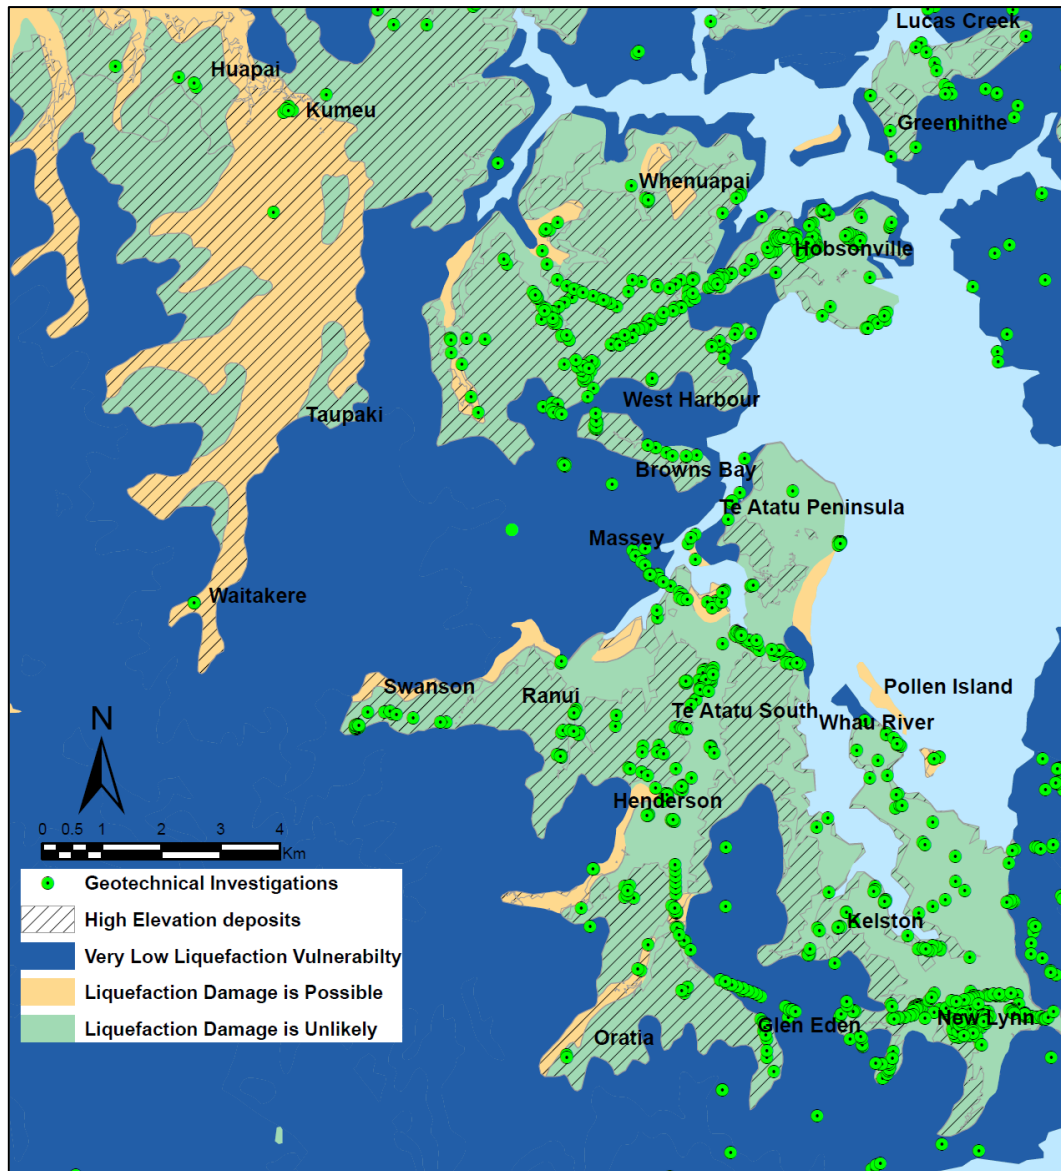 Lucas Creek
Huapai
Kumeu
Greenhithe
Whenuapai
Hobsonville
West Harbour
Taupaki
Browns Bay
Te Atatu Peninsula
Massey
Waitakere
Swanson
Ranui
Pollen Island
Te Atatu South
Whau River
N
Henderson
0 0.5 1 2 3 4
Km
Geotechnical Investigations
High Elevation deposits
Very Low Liquefaction Vulnerabilty
Liquefaction Damage is Possible
Liquefaction Damage is Unlikely
Kelston
Glen Eden
New Lynn
Oratia